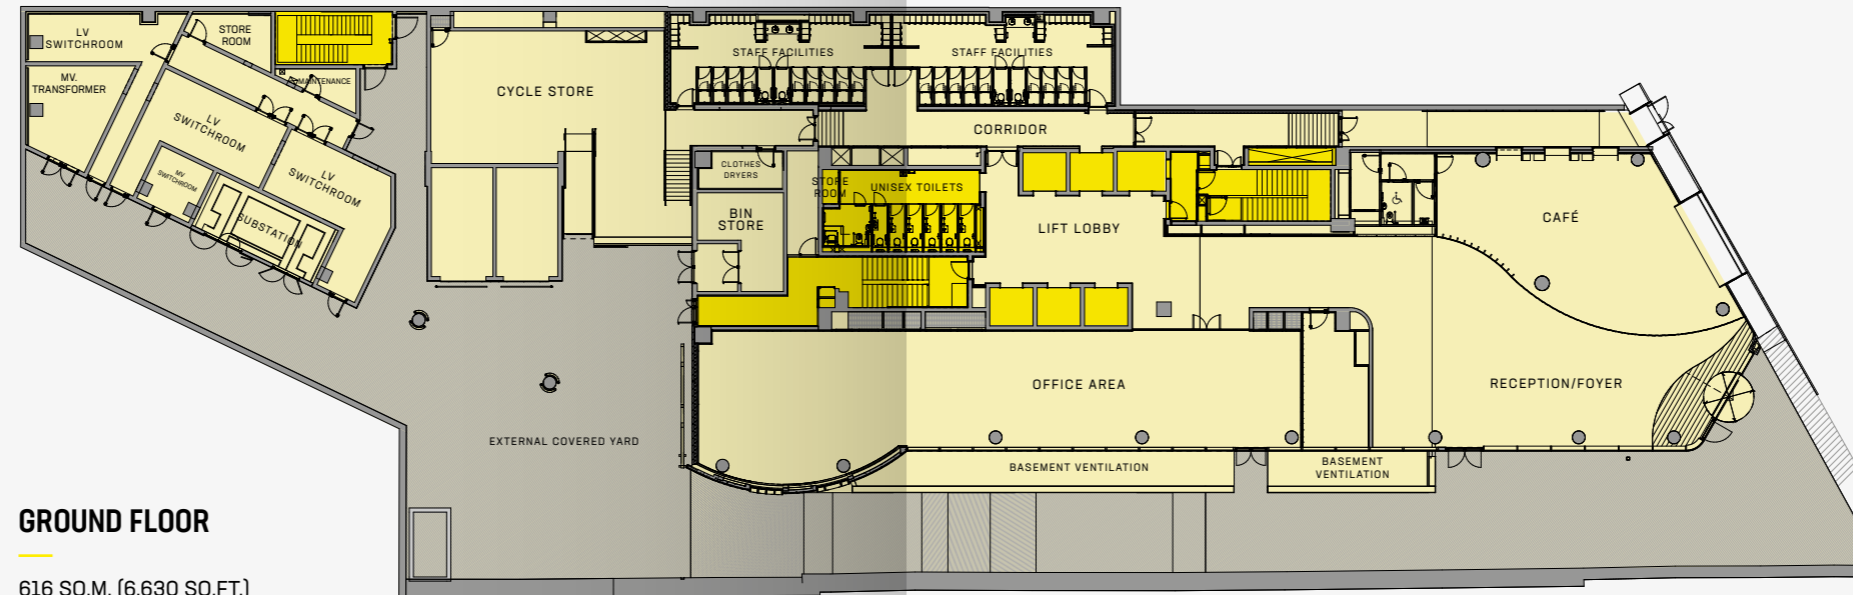 LV
SWITCHROOM
STORE
ROOM
MV.
TRANSFORMER
MAINTENANCE
CYCLE STORE
STAFF FACILITIES
STAFF FACILITIES
LV
SWITCHROOM
CORRIDOR
MV
SWITCHROOM
LV
SWITCHROOM
CLOTHES
DRYERS
STORE
ROOM
UNISEX TOILETS
SUBSTATION
BIN
STORE
LIFT LOBBY
CAFÉ
OFFICE AREA
RECEPTION/FOYER
EXTERNAL COVERED YARD
BASEMENT VENTILATION
BASEMENT
VENTILATION
GROUND FLOOR
616 SQ.M. (6,630 SQ.FT.)